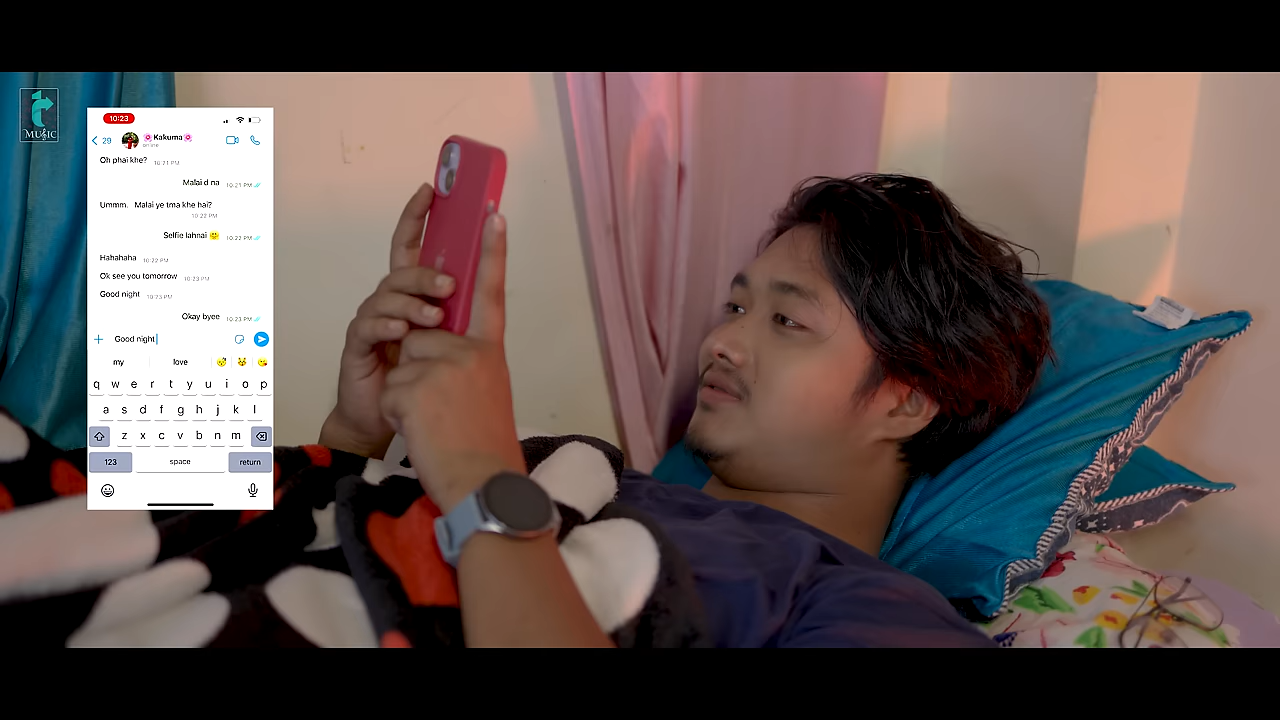 MUSIC
10:23
29
🌸Kakuma🌸
online
Oh phai khe? 10:21 PM
Malai d na 10:21 PM
Ummm. Malai ye tma khe hai?
10:22 PM
Selfie lahnai 10:22 PM
Hahahaha 10:22 PM
Ok see you tomorrow 10:23 PM
Good night 10:23 PM
Okay byee 10:23 PM
Good night
my love
q w e r t y u i o p
a s d f g h j k l
z x c v b n m
123 space return